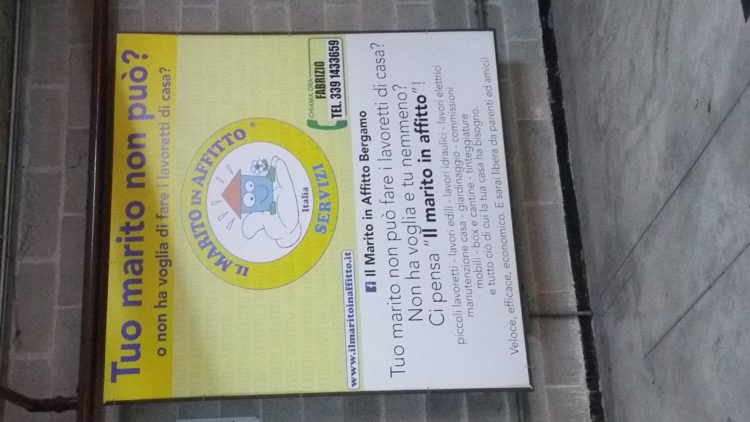 Tuo marito non può?
o non ha voglia di fare i lavoretti di casa?
IL MARITO IN AFFITTO ®
Italia
SERVIZI
CHIAMA ORA
FABRIZIO
TEL. 339 1433659
www.ilmaritoinaffitto.it
f Il Marito in Affitto Bergamo
Tuo marito non può fare i lavoretti di casa?
Non ha voglia e tu nemmeno?
Ci pensa "Il marito in affitto"!
piccoli lavoretti - lavori edili - lavori idraulici - lavori elettrici
manutenzione casa - giardinaggio - commissioni
mobili - box e cantine - tinteggiature
e tutto ciò di cui la tua casa ha bisogno.
Veloce, efficace, economico. E sarai libera da parenti ed amici!